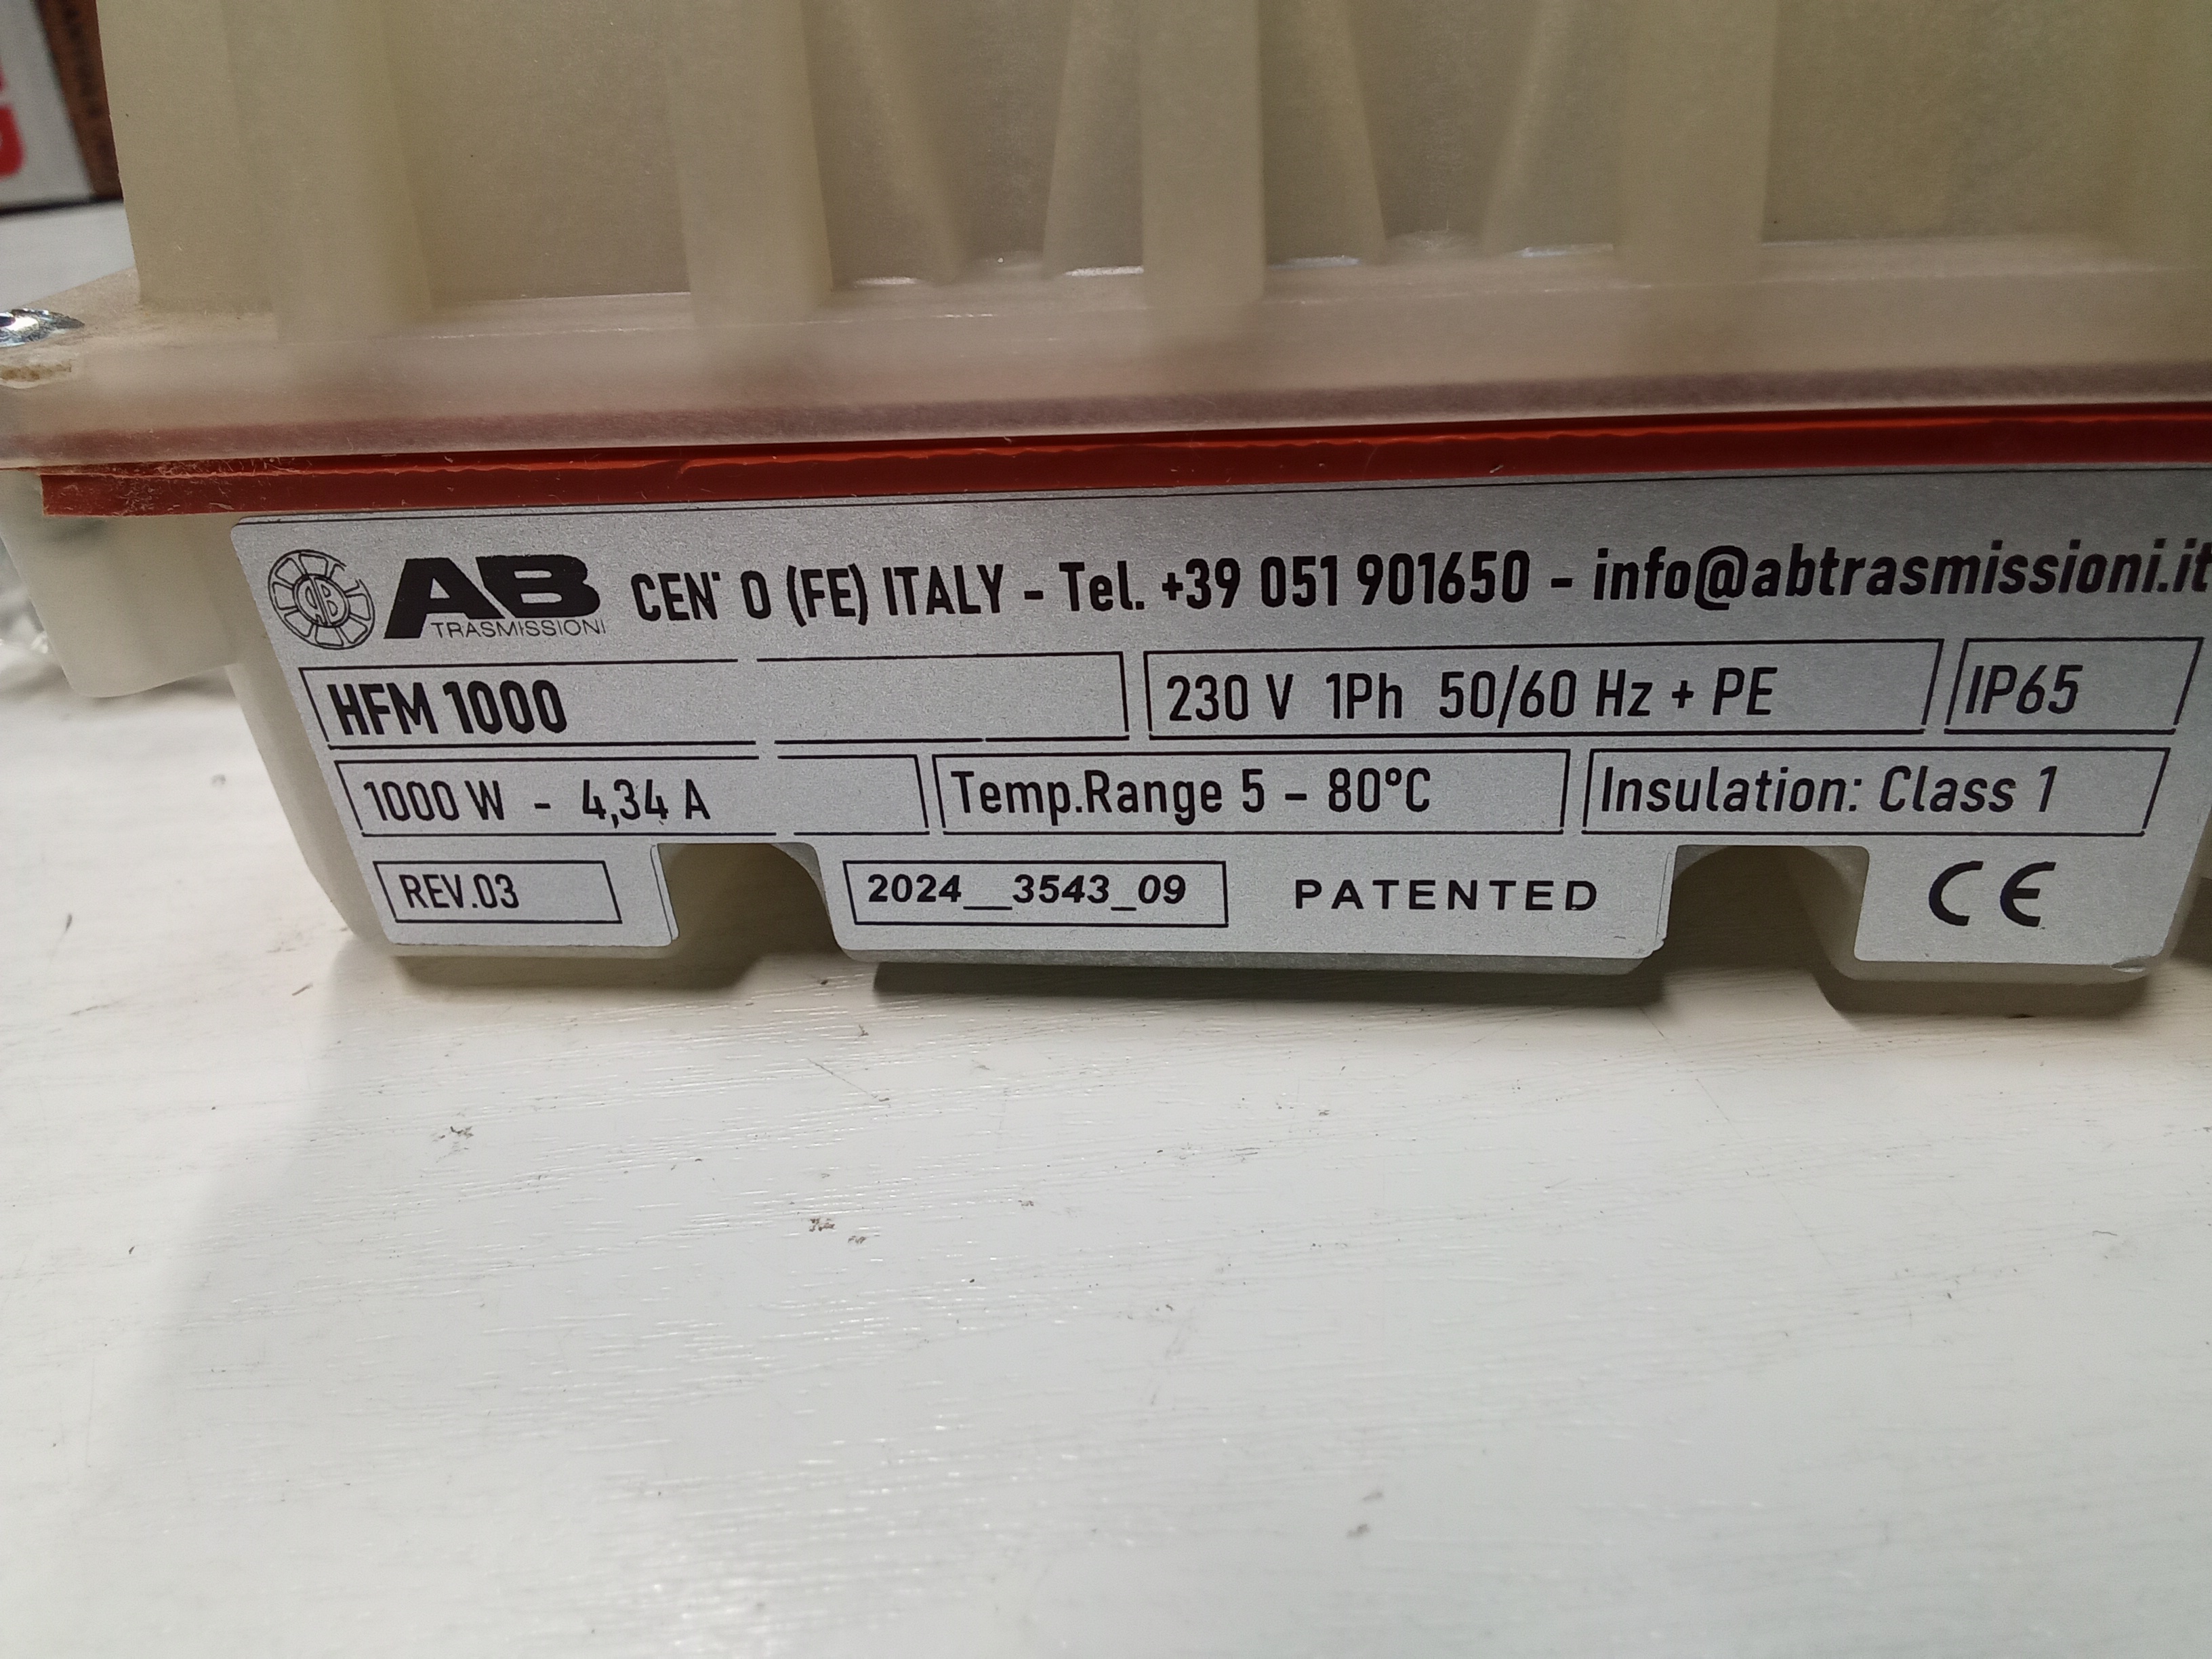 AB TRASMISSIONI CEN O (FE) ITALY - Tel. +39 051 901650 - info@abtrasmissioni.it
HFM 1000 230 V 1Ph 50/60 Hz + PE IP65
1000 W - 4,34 A Temp.Range 5 - 80°C Insulation: Class 1
REV.03 2024__3543_09 PATENTED CE